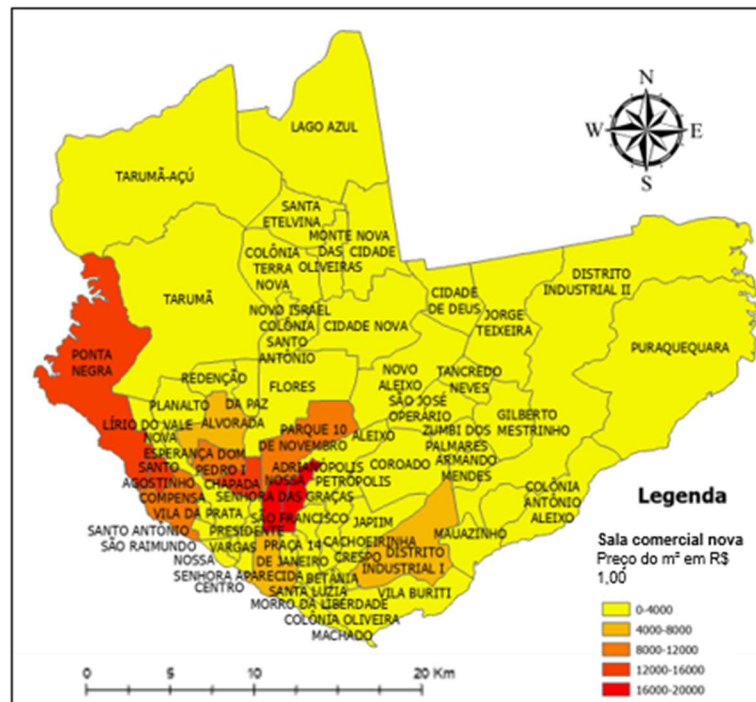 N
W E
S
LAGO AZUL
TARUMÃ-AÇÚ
SANTA
ETELVINA
MONTE
DAS
OLIVEIRAS
NOVA
CIDADE
COLÔNIA
TERRA
NOVA
TARUMÃ
DISTRITO
INDUSTRIAL II
CIDADE
DE DEUS
JORGE
TEIXEIRA
NOVO ISRAEL
COLÔNIA
SANTO
ANTÔNIO
CIDADE NOVA
PURAQUEQUARA
PONTA
NEGRA
REDENÇÃO
FLORES
NOVO
ALEIXO
TANCREDO
NEVES
PLANALTO
DA PAZ
SÃO JOSÉ
OPERÁRIO
GILBERTO
MESTRINHO
LÍRIO DO VALE
ALVORADA
PARQUE 10
DE NOVEMBRO
ALEIXO
ZUMBI DOS
PALMARES
NOVA
ESPERANÇA
DOM
PEDRO I
ARMANDO
MENDES
COROADO
SANTO
AGOSTINHO
ADRIANÓPOLIS
CHAPADA
NOSSA
SENHORA DAS GRAÇAS
PETRÓPOLIS
COMPENSA
COLÔNIA
ANTÔNIO
ALEIXO
VILA DA PRATA
SÃO FRANCISCO
JAPIIM
SANTO ANTÔNIO
SÃO RAIMUNDO
PRESIDENTE
VARGAS
PRAÇA 14
DE JANEIRO
CACHOEIRINHA
CRESPO
DISTRITO
INDUSTRIAL I
MAUAZINHO
NOSSA
SENHORA APARECIDA
CENTRO
BETÂNIA
SANTA LUZIA
VILA BURITI
MORRO DA LIBERDADE
COLÔNIA OLIVEIRA
MACHADO
Legenda
Sala comercial nova
Preço do m² em R$
1,00
0-4000
4000-8000
8000-12000
12000-16000
16000-20000
0 5 10 20 Km